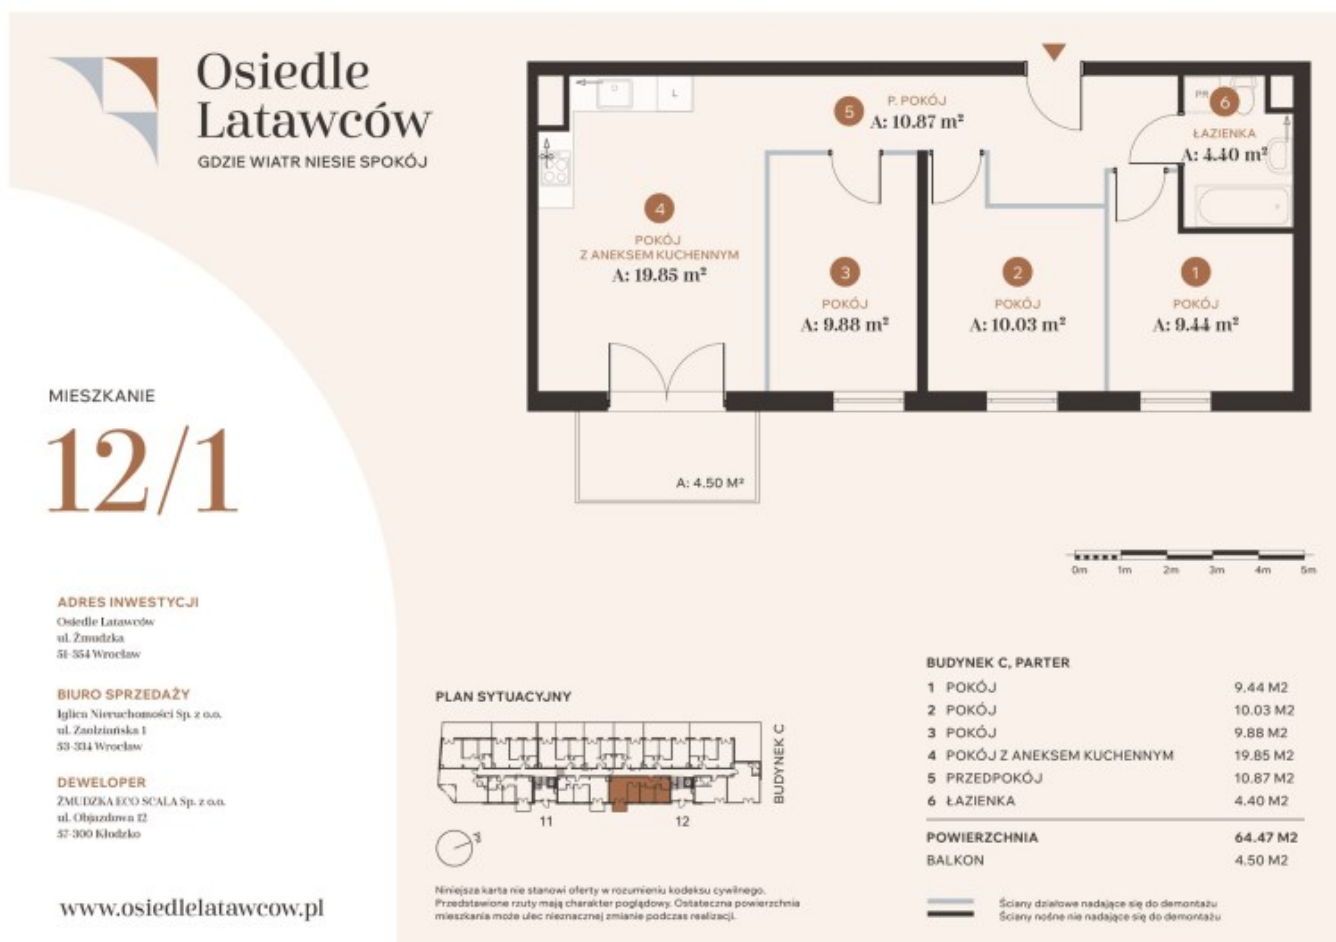 Osiedle
Latawców
GDZIE WIATR NIESIE SPOKÓJ
MIESZKANIE
12/1
ADRES INWESTYCJI
Osiedle Latawców
ul. Żmudzka
51-354 Wrocław
BIURO SPRZEDAŻY
Iglica Nieruchomości Sp. z o.o.
ul. Zaolziańska 1
53-334 Wrocław
DEWELOPER
ŻMUDZKA ECO SCALA Sp. z o.o.
ul. Objazdowa 12
57-300 Kłodzko
www.osiedlelatawcow.pl
L
5
P. POKÓJ
A: 10.87 m²
PR
6
ŁAZIENKA
A: 4.40 m²
4
POKÓJ
Z ANEKSEM KUCHENNYM
A: 19.85 m²
3
POKÓJ
A: 9.88 m²
2
POKÓJ
A: 10.03 m²
1
POKÓJ
A: 9.44 m²
A: 4.50 M²
0m 1m 2m 3m 4m 5m
PLAN SYTUACYJNY
BUDYNEK C
11 12
Niniejsza karta nie stanowi oferty w rozumieniu kodeksu cywilnego.
Przedstawione rzuty mają charakter poglądowy. Ostateczna powierzchnia
mieszkania może ulec nieznacznej zmianie podczas realizacji.
BUDYNEK C, PARTER
1 POKÓJ 9.44 M2
2 POKÓJ 10.03 M2
3 POKÓJ 9.88 M2
4 POKÓJ Z ANEKSEM KUCHENNYM 19.85 M2
5 PRZEDPOKÓJ 10.87 M2
6 ŁAZIENKA 4.40 M2
POWIERZCHNIA 64.47 M2
BALKON 4.50 M2
Ściany działowe nadające się do demontażu
Ściany nośne nie nadające się do demontażu